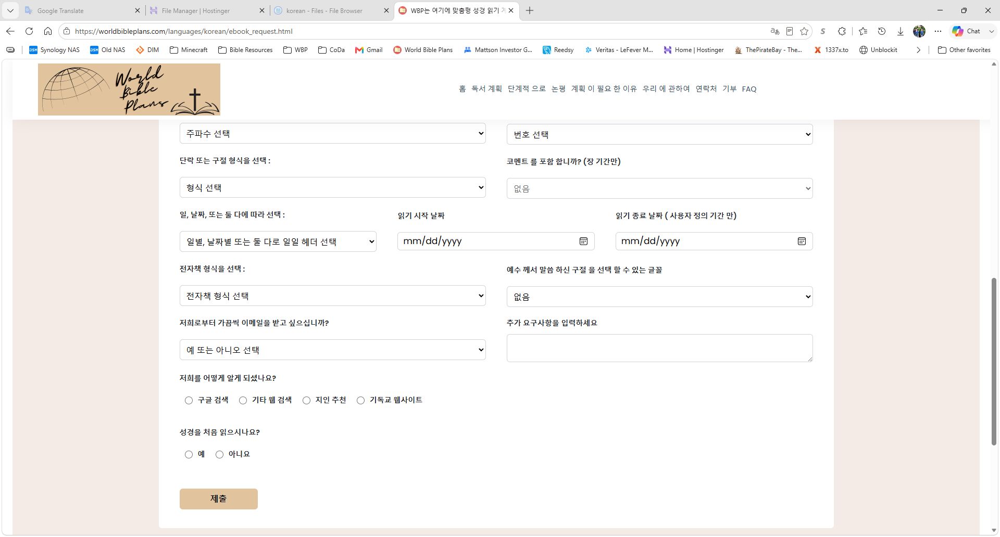 Google Translate
File Manager | Hostinger
korean - Files - File Browser
WBP는 여기에 맞춤형 성경 읽기
https://worldbibleplans.com/languages/korean/ebook_request.html
Chat
Synology NAS
Old NAS
DIM
Minecraft
Bible Resources
WBP
CoDa
Gmail
World Bible Plans
Mattson Investor G...
Reedsy
Veritas - LeFever M...
Home | Hostinger
ThePirateBay - The...
1337x.to
Unblockit
Other favorites
World
Bible
Plans
홈 독서 계획 단계적 으로 논평 계획 이 필요 한 이유 우리 에 관하여 연락처 기부 FAQ
주파수 선택
번호 선택
단락 또는 구절 형식을 선택 :
코멘트 를 포함 합니까? (장 기간만)
형식 선택
없음
일, 날짜, 또는 둘 다에 따라 선택 :
읽기 시작 날짜
읽기 종료 날짜 ( 사용자 정의 기간 만)
일별, 날짜별 또는 둘 다로 일일 헤더 선택
mm/dd/yyyy
mm/dd/yyyy
전자책 형식을 선택 :
예수 께서 말씀 하신 구절 을 선택 할 수 있는 글꼴
전자책 형식 선택
없음
저희로부터 가끔씩 이메일을 받고 싶으십니까?
추가 요구사항을 입력하세요
예 또는 아니오 선택
저희를 어떻게 알게 되셨나요?
구글 검색
기타 웹 검색
지인 추천
기독교 웹사이트
성경을 처음 읽으시나요?
예
아니요
제출